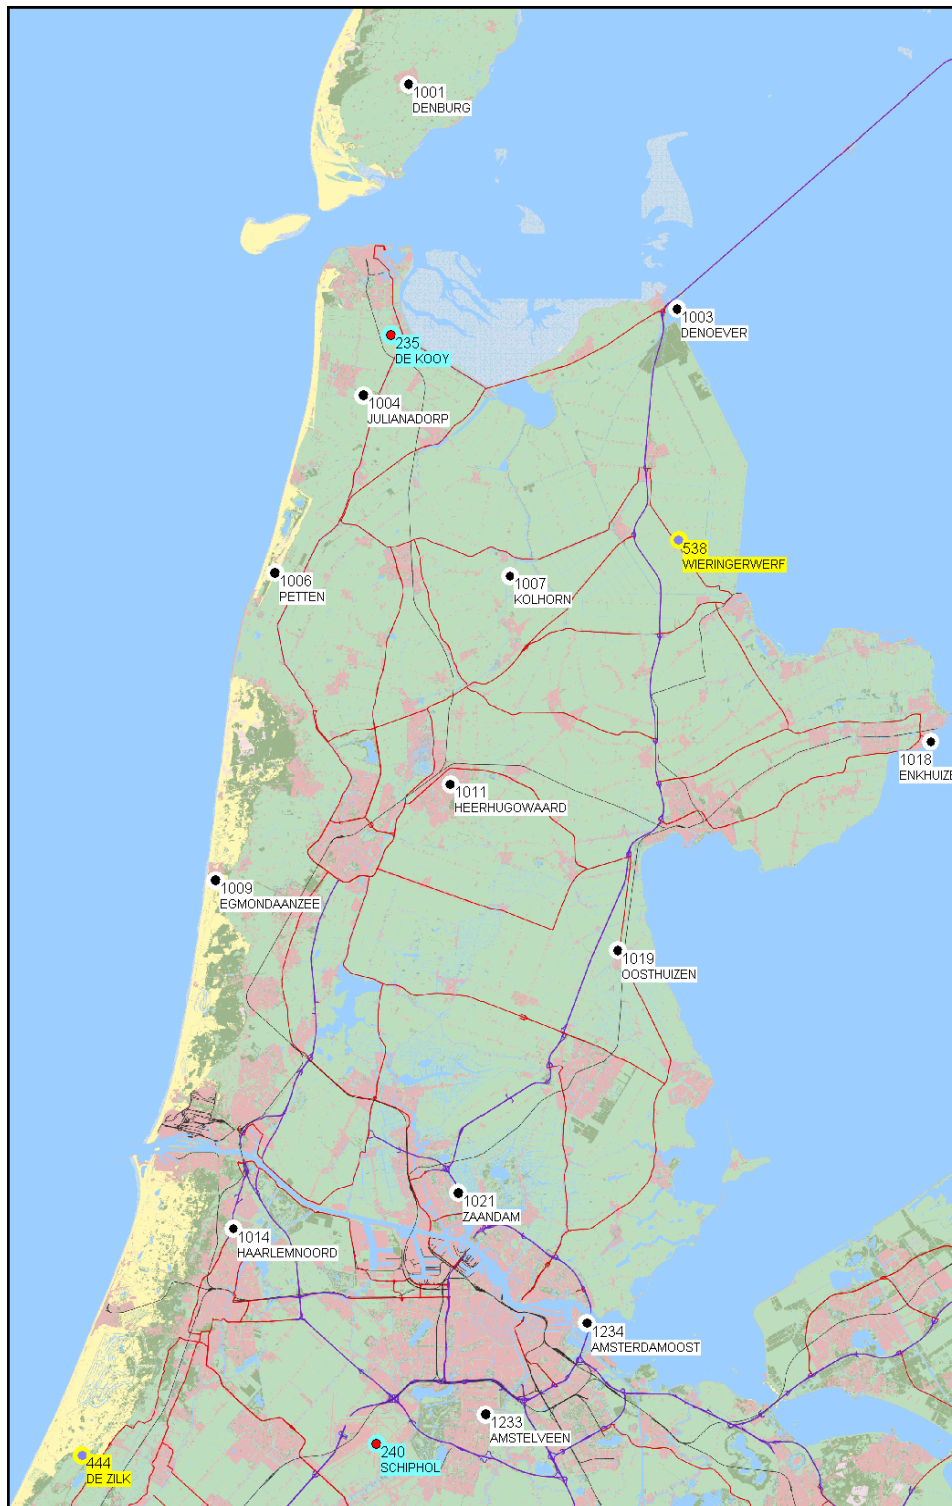 1001
DENBURG
1003
DENOEVER
235
DE KOOY
1004
JULIANADORP
538
WIERINGERWERF
1006
PETTEN
1007
KOLHORN
1018
ENKHUIZE
1011
HEERHUGOWAARD
1009
EGMONDAANZEE
1019
OOSTHUIZEN
1021
ZAANDAM
1014
HAARLEMNOORD
1234
AMSTERDAMOOST
1233
AMSTELVEEN
240
SCHIPHOL
444
DE ZILK